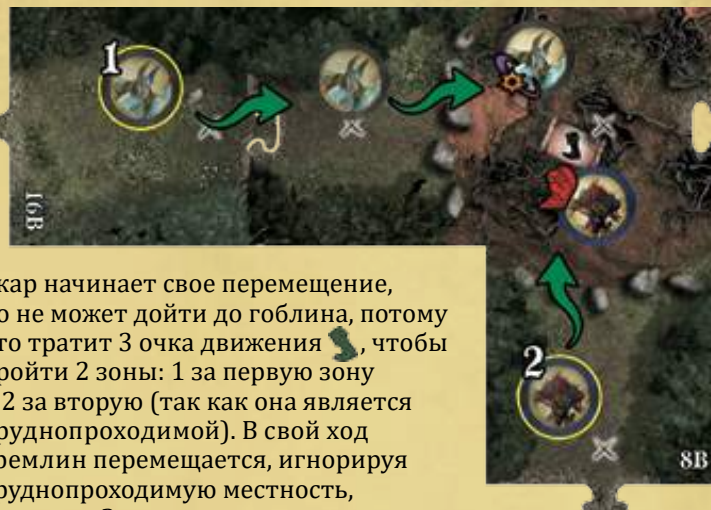 1
16B
кар начинает свое перемещение,
о не может дойти до гоблина, потому
то тратит 3 очка движения , чтобы
ройти 2 зоны: 1 за первую зону
2 за вторую (так как она является
руднопроходимой). В свой ход
ремлин перемещается, игнорируя
руднопроходимую местность,
2
8B